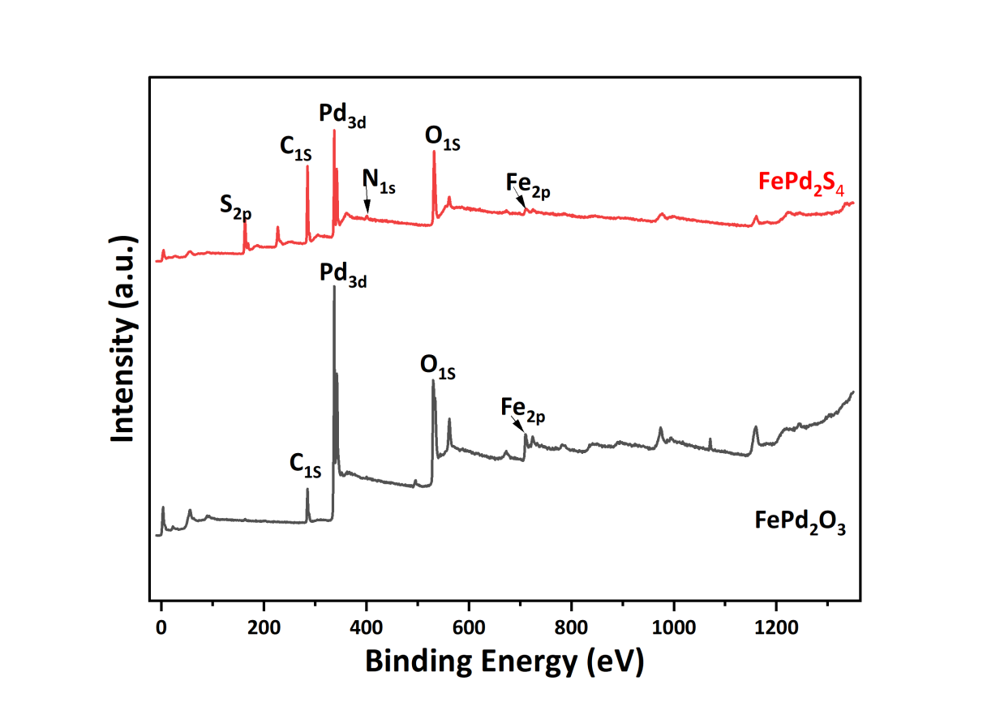 Pd3d
C1S
O1S
N1s
Fe2p
FePd2S4
S2p
Pd3d
O1S
Fe2p
C1S
FePd2O3
Intensity (a.u.)
0 200 400 600 800 1000 1200
Binding Energy (eV)